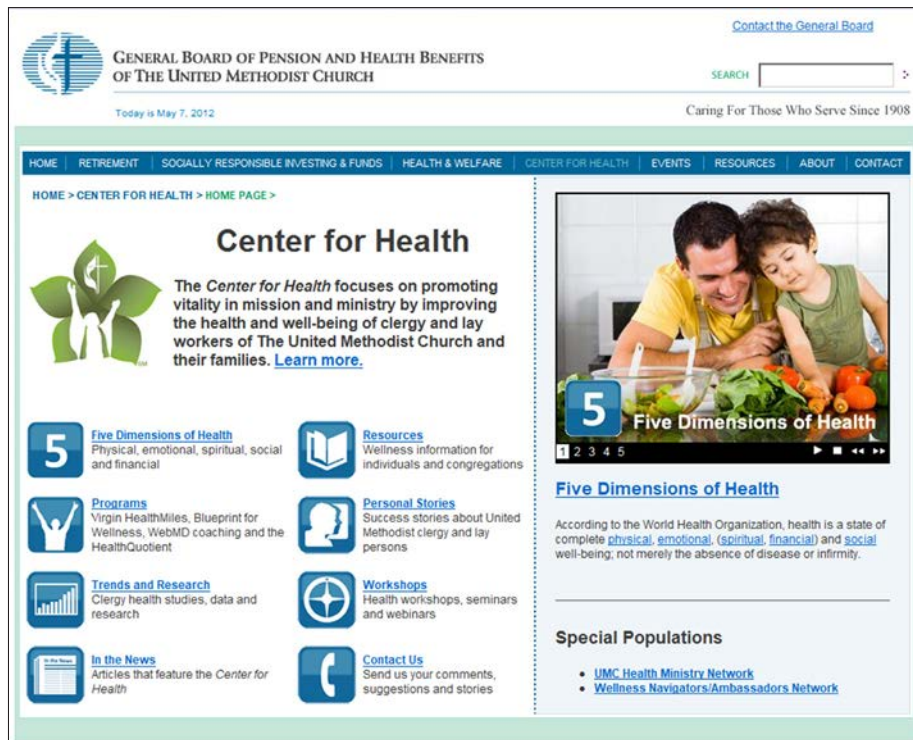 Contact the General Board
GENERAL BOARD OF PENSION AND HEALTH BENEFITS
OF THE UNITED METHODIST CHURCH
SEARCH
Today is May 7, 2012
Caring For Those Who Serve Since 1908
HOME RETIREMENT SOCIALLY RESPONSIBLE INVESTING & FUNDS HEALTH & WELFARE CENTER FOR HEALTH EVENTS RESOURCES ABOUT CONTACT
HOME > CENTER FOR HEALTH > HOME PAGE >
Center for Health
The Center for Health focuses on promoting
vitality in mission and ministry by improving
the health and well-being of clergy and lay
workers of The United Methodist Church and
their families. Learn more.
5
Five Dimensions of Health
Physical, emotional, spiritual, social
and financial
Resources
Wellness information for
individuals and congregations
Programs
Virgin HealthMiles, Blueprint for
Wellness, WebMD coaching and the
HealthQuotient
Personal Stories
Success stories about United
Methodist clergy and lay
persons
Trends and Research
Clergy health studies, data and
research
Workshops
Health workshops, seminars
and webinars
In the News
In the News
Articles that feature the Center for
Health
Contact Us
Send us your comments,
suggestions and stories
5 Five Dimensions of Health
1 2 3 4 5
Five Dimensions of Health
According to the World Health Organization, health is a state of
complete physical, emotional, (spiritual, financial) and social
well-being; not merely the absence of disease or infirmity.
Special Populations
• UMC Health Ministry Network
• Wellness Navigators/Ambassadors Network